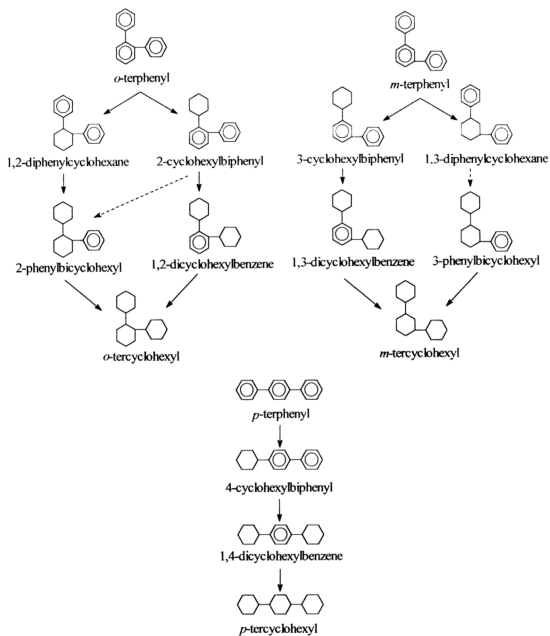 o-terphenyl
m-terphenyl
1,2-diphenylcyclohexane
2-cyclohexylbiphenyl
3-cyclohexylbiphenyl
1,3-diphenylcyclohexane
2-phenylbicyclohexyl
1,2-dicyclohexylbenzene
1,3-dicyclohexylbenzene
3-phenylbicyclohexyl
o-tercyclohexyl
m-tercyclohexyl
p-terphenyl
4-cyclohexylbiphenyl
1,4-dicyclohexylbenzene
p-tercyclohexyl